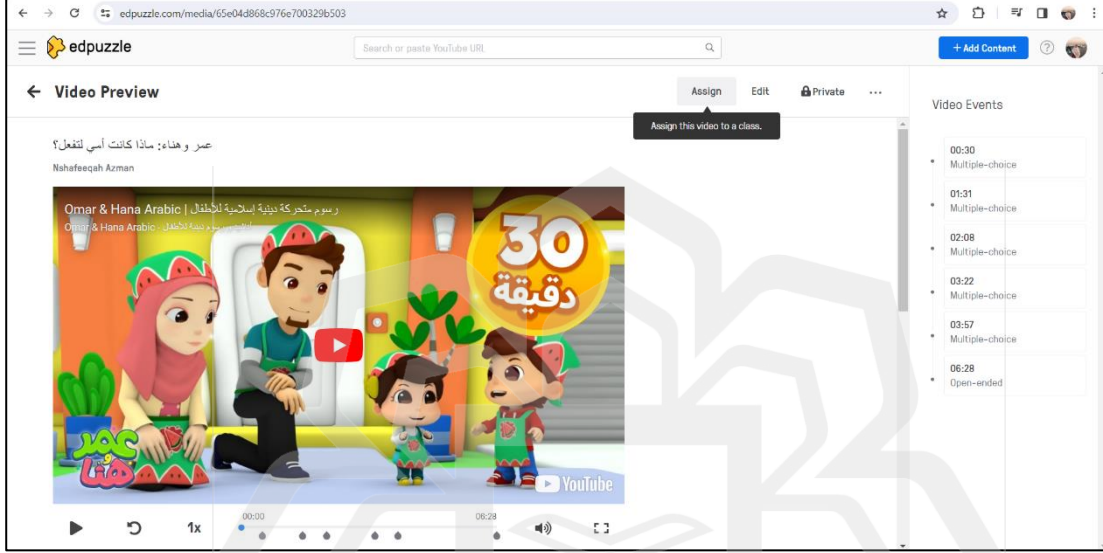 edpuzzle.com/media/65e04d868c976e700329b503
edpuzzle
Search or paste YouTube URL
+ Add Content
Video Preview
Assign
Edit
Private
Assign this video to a class.
Video Events
عمر وهناء: ماذا كانت أمي لتفعل؟
Nshafeeqah Azman
Omar & Hana Arabic | رسوم متحركة دينية إسلامية للأطفال
Omar & Hana Arabic -
30
دقيقة
عمر
و
هنا
YouTube
1x
00:00
06:28
00:30
Multiple-choice
01:31
Multiple-choice
02:08
Multiple-choice
03:22
Multiple-choice
03:57
Multiple-choice
06:28
Open-ended